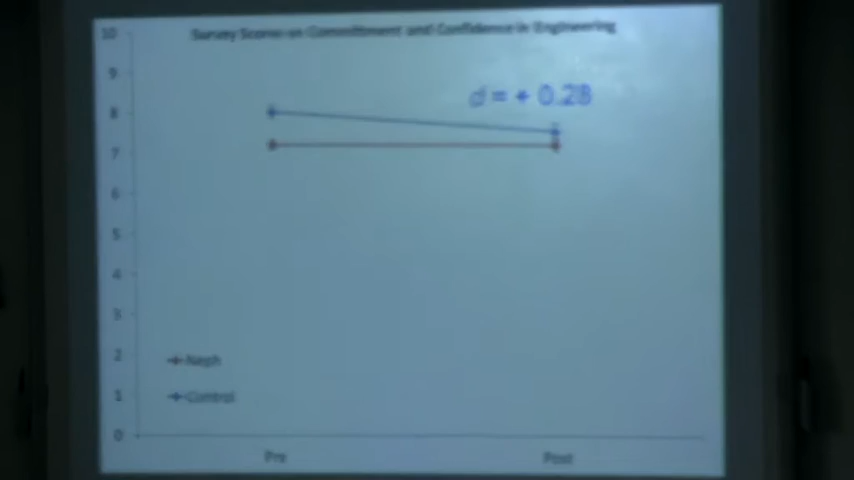 Survey Scores on Commitment and Confidence in Engineering
d = + 0.28
10
9
8
7
6
5
4
3
2
1
0
Neph
Control
Pre
Post